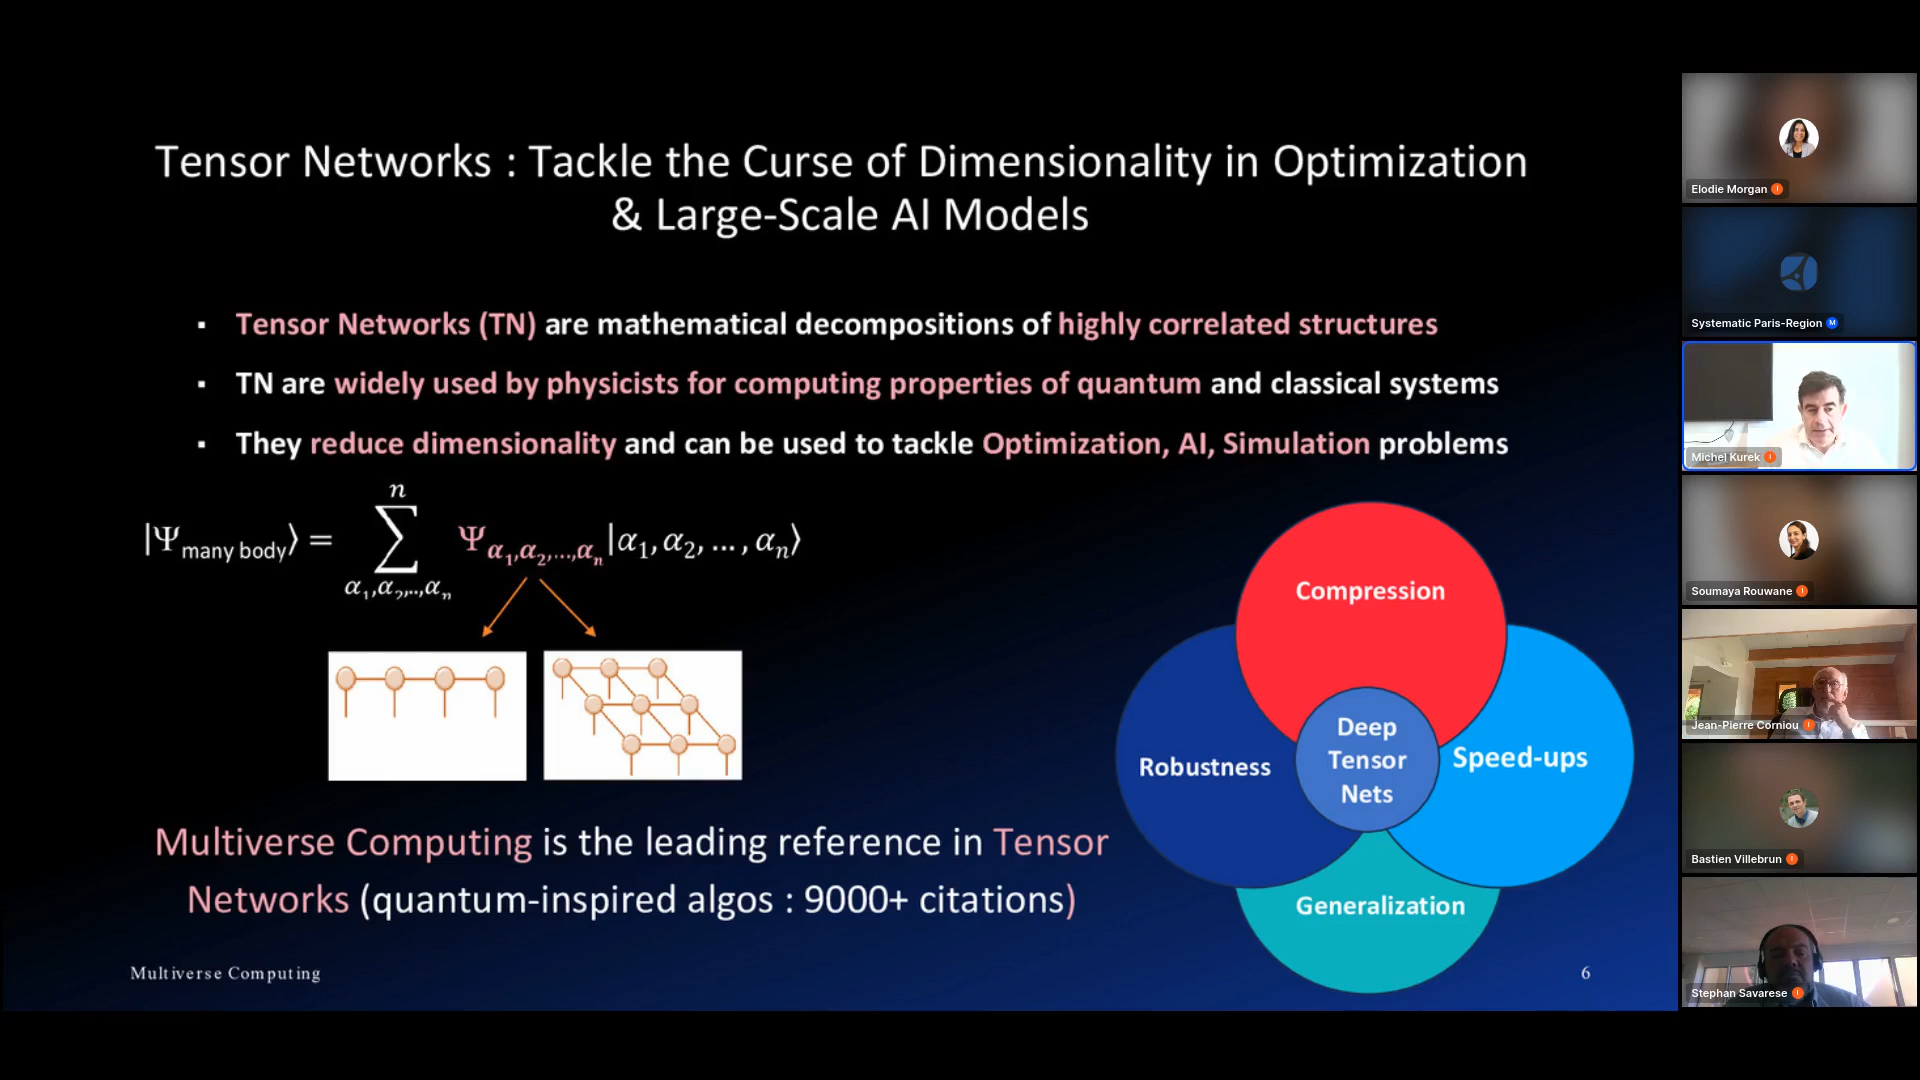 Tensor Networks : Tackle the Curse of Dimensionality in Optimization
& Large-Scale AI Models
▪ Tensor Networks (TN) are mathematical decompositions of highly correlated structures
▪ TN are widely used by physicists for computing properties of quantum and classical systems
▪ They reduce dimensionality and can be used to tackle Optimization, AI, Simulation problems
|Ψ_many body⟩ = ∑_{α₁,α₂,..,αₙ}^{n} Ψ_{α₁,α₂,...,αₙ} |α₁, α₂, … , αₙ⟩
Compression
Robustness
Deep
Tensor
Nets
Speed-ups
Generalization
Multiverse Computing is the leading reference in Tensor
Networks (quantum-inspired algos : 9000+ citations)
Multiverse Computing
6
Elodie Morgan
Systematic Paris-Region M
Michel Kurek
Soumaya Rouwane
Jean-Pierre Corniou
Bastien Villebrun
Stephan Savarese